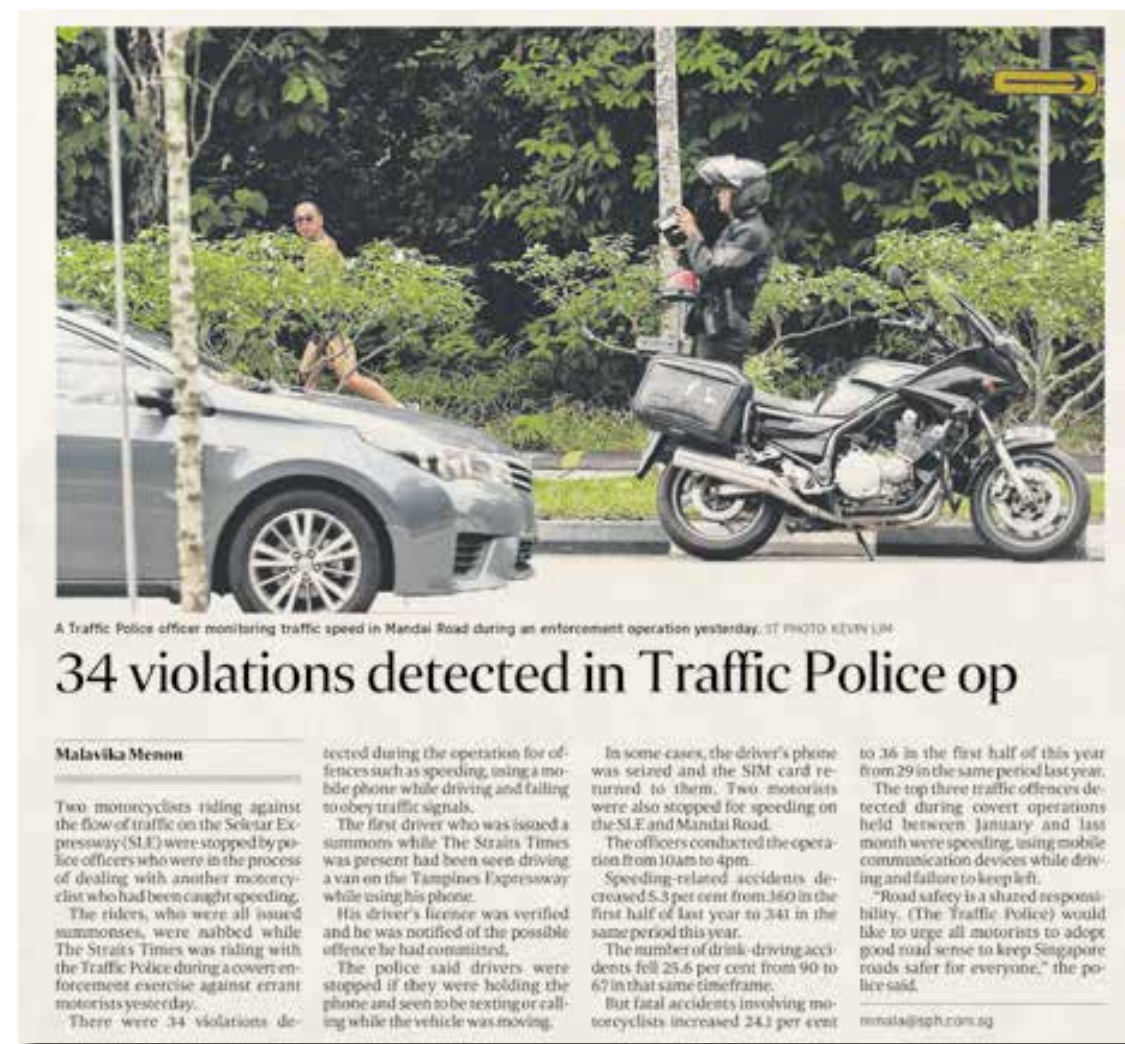 A Traffic Police officer monitoring traffic speed in Mandai Road during an enforcement operation yesterday. ST PHOTO: KEVIN LIM
34 violations detected in Traffic Police op
Malavika Menon
Two motorcyclists riding against
the flow of traffic on the Seletar Ex-
pressway (SLE) were stopped by po-
lice officers who were in the process
of dealing with another motorcy-
clist who had been caught speeding.
The riders, who were all issued
summonses, were nabbed while
The Straits Times was riding with
the Traffic Police during a covert en-
forcement exercise against errant
motorists yesterday.
There were 34 violations de-
tected during the operation for of-
fences such as speeding, using a mo-
bile phone while driving and failing
to obey traffic signals.
The first driver who was issued a
summons while The Straits Times
was present had been seen driving
a van on the Tampines Expressway
while using his phone.
His driver's licence was verified
and he was notified of the possible
offence he had committed.
The police said drivers were
stopped if they were holding the
phone and seen to be texting or call-
ing while the vehicle was moving.
In some cases, the driver's phone
was seized and the SIM card re-
turned to them. Two motorists
were also stopped for speeding on
the SLE and Mandai Road.
The officers conducted the opera-
tion from 10am to 4pm.
Speeding-related accidents de-
creased 5.3 per cent from 360 in the
first half of last year to 341 in the
same period this year.
The number of drink-driving acci-
dents fell 25.6 per cent from 90 to
67 in that same timeframe.
But fatal accidents involving mo-
torcyclists increased 24.1 per cent
to 36 in the first half of this year
from 29 in the same period last year.
The top three traffic offences de-
tected during covert operations
held between January and last
month were speeding, using mobile
communication devices while driv-
ing and failure to keep left.
"Road safety is a shared responsi-
bility. (The Traffic Police) would
like to urge all motorists to adopt
good road sense to keep Singapore
roads safer for everyone," the po-
lice said.
mmala@sph.com.sg